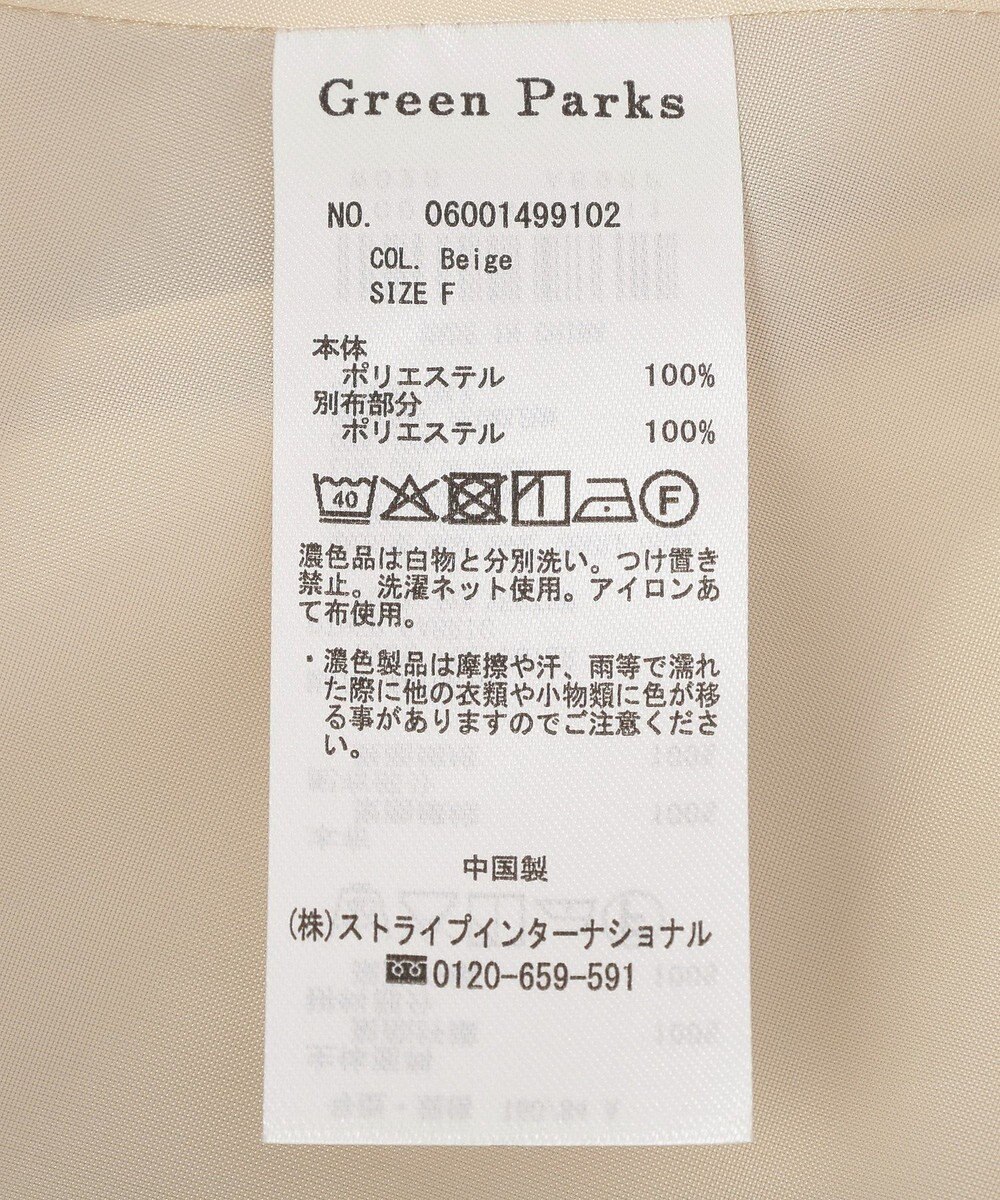 Green Parks
NO. 06001499102
COL. Beige
SIZE F
本体
ポリエステル 100%
別布部分
ポリエステル 100%
40 F
濃色品は白物と分別洗い。つけ置き
禁止。洗濯ネット使用。アイロンあ
て布使用。
・濃色製品は摩擦や汗、雨等で濡れ
た際に他の衣類や小物類に色が移
る事がありますのでご注意くださ
い。
中国製
(株)ストライプインターナショナル
0120-659-591